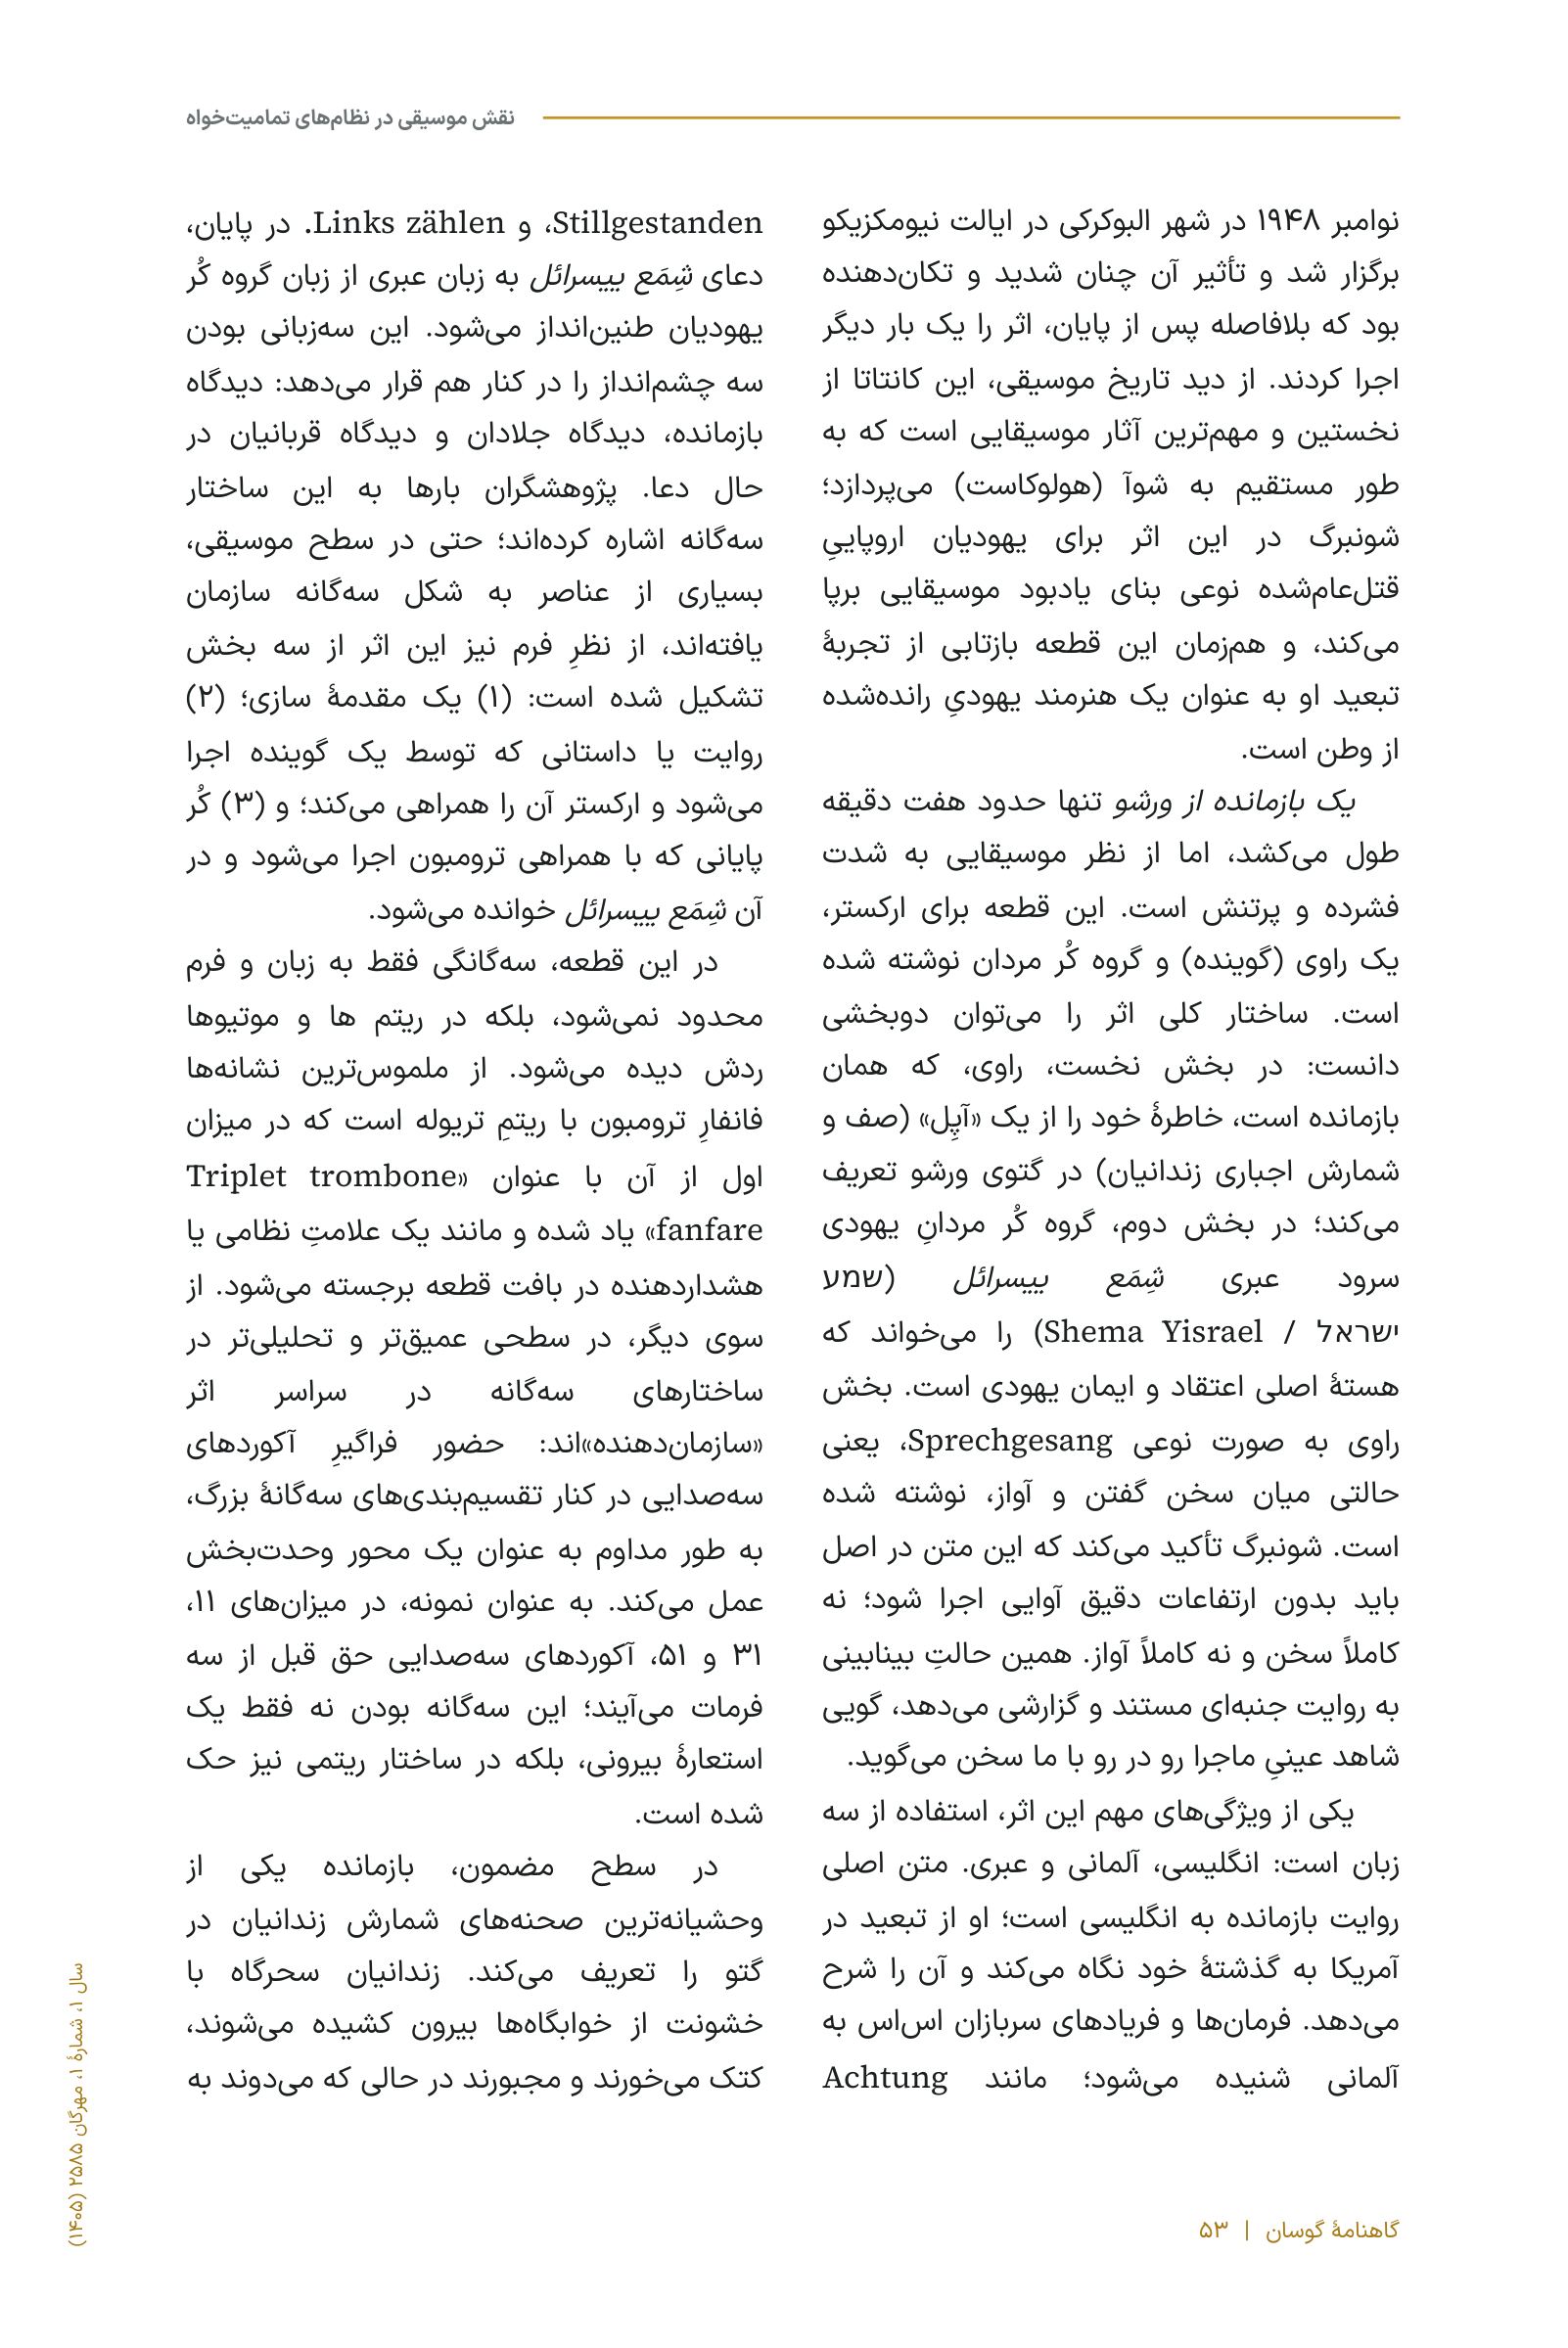 نقش موسیقی در نظام‌های تمامیت‌خواه
نوامبر ۱۹۴۸ در شهر البوکرکی در ایالت نیومکزیکو
برگزار شد و تأثیر آن چنان شدید و تکان‌دهنده
بود که بلافاصله پس از پایان، اثر را یک بار دیگر
اجرا کردند. از دید تاریخ موسیقی، این کانتاتا از
نخستین و مهم‌ترین آثار موسیقایی است که به
طور مستقیم به شوآ (هولوکاست) می‌پردازد؛
شونبرگ در این اثر برای یهودیان اروپاییِ
قتل‌عام‌شده نوعی بنای یادبود موسیقایی برپا
می‌کند، و هم‌زمان این قطعه بازتابی از تجربهٔ
تبعید او به عنوان یک هنرمند یهودیِ رانده‌شده
از وطن است.
یک بازمانده از ورشو تنها حدود هفت دقیقه
طول می‌کشد، اما از نظر موسیقایی به شدت
فشرده و پرتنش است. این قطعه برای ارکستر،
یک راوی (گوینده) و گروه کُر مردان نوشته شده
است. ساختار کلی اثر را می‌توان دوبخشی
دانست: در بخش نخست، راوی، که همان
بازمانده است، خاطرهٔ خود را از یک «آپِل» (صف و
شمارش اجباری زندانیان) در گتوی ورشو تعریف
می‌کند؛ در بخش دوم، گروه کُر مردانِ یهودی
سرود عبری شِمَع ییسرائل (שמע
ישראל / Shema Yisrael) را می‌خواند که
هستهٔ اصلی اعتقاد و ایمان یهودی است. بخش
راوی به صورت نوعی Sprechgesang، یعنی
حالتی میان سخن گفتن و آواز، نوشته شده
است. شونبرگ تأکید می‌کند که این متن در اصل
باید بدون ارتفاعات دقیق آوایی اجرا شود؛ نه
کاملاً سخن و نه کاملاً آواز. همین حالتِ بینابینی
به روایت جنبه‌ای مستند و گزارشی می‌دهد، گویی
شاهد عینیِ ماجرا رو در رو با ما سخن می‌گوید.
یکی از ویژگی‌های مهم این اثر، استفاده از سه
زبان است: انگلیسی، آلمانی و عبری. متن اصلی
روایت بازمانده به انگلیسی است؛ او از تبعید در
آمریکا به گذشتهٔ خود نگاه می‌کند و آن را شرح
می‌دهد. فرمان‌ها و فریادهای سربازان اس‌اس به
آلمانی شنیده می‌شود؛ مانند Achtung
Stillgestanden، و Links zählen. در پایان،
دعای شِمَع ییسرائل به زبان عبری از زبان گروه کُر
یهودیان طنین‌انداز می‌شود. این سه‌زبانی بودن
سه چشم‌انداز را در کنار هم قرار می‌دهد: دیدگاه
بازمانده، دیدگاه جلادان و دیدگاه قربانیان در
حال دعا. پژوهشگران بارها به این ساختار
سه‌گانه اشاره کرده‌اند؛ حتی در سطح موسیقی،
بسیاری از عناصر به شکل سه‌گانه سازمان
یافته‌اند، از نظرِ فرم نیز این اثر از سه بخش
تشکیل شده است: (۱) یک مقدمهٔ سازی؛ (۲)
روایت یا داستانی که توسط یک گوینده اجرا
می‌شود و ارکستر آن را همراهی می‌کند؛ و (۳) کُر
پایانی که با همراهی ترومبون اجرا می‌شود و در
آن شِمَع ییسرائل خوانده می‌شود.
در این قطعه، سه‌گانگی فقط به زبان و فرم
محدود نمی‌شود، بلکه در ریتم ها و موتیوها
ردش دیده می‌شود. از ملموس‌ترین نشانه‌ها
فانفارِ ترومبون با ریتمِ تریوله است که در میزان
اول از آن با عنوان «Triplet trombone
fanfare» یاد شده و مانند یک علامتِ نظامی یا
هشداردهنده در بافت قطعه برجسته می‌شود. از
سوی دیگر، در سطحی عمیق‌تر و تحلیلی‌تر در
ساختارهای سه‌گانه در سراسر اثر
«سازمان‌دهنده»اند: حضور فراگیرِ آکوردهای
سه‌صدایی در کنار تقسیم‌بندی‌های سه‌گانهٔ بزرگ،
به طور مداوم به عنوان یک محور وحدت‌بخش
عمل می‌کند. به عنوان نمونه، در میزان‌های ۱۱،
۳۱ و ۵۱، آکوردهای سه‌صدایی حق قبل از سه
فرمات می‌آیند؛ این سه‌گانه بودن نه فقط یک
استعارهٔ بیرونی، بلکه در ساختار ریتمی نیز حک
شده است.
در سطح مضمون، بازمانده یکی از
وحشیانه‌ترین صحنه‌های شمارش زندانیان در
گتو را تعریف می‌کند. زندانیان سحرگاه با
خشونت از خوابگاه‌ها بیرون کشیده می‌شوند،
کتک می‌خورند و مجبورند در حالی که می‌دوند به
سال ۱، شمارهٔ ۱، مهرگان ۲۵۸۵ (۱۴۰۵)
گاهنامهٔ گوسان | ۵۳